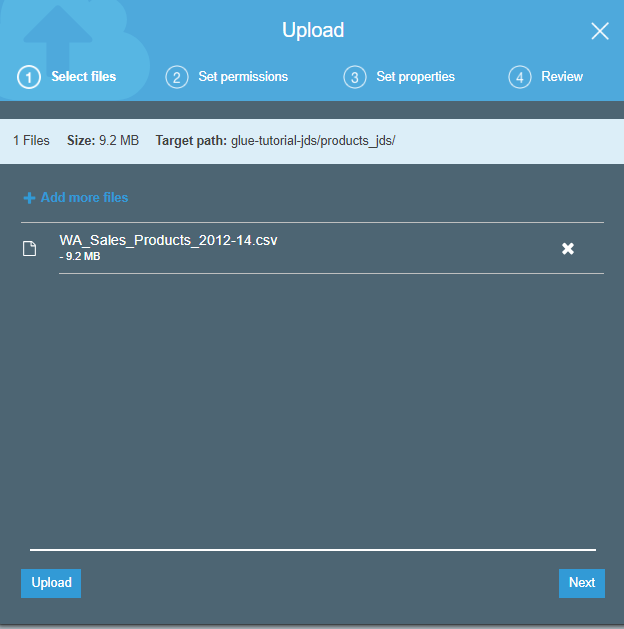 Upload
1 Select files 2 Set permissions 3 Set properties 4 Review
1 Files Size: 9.2 MB Target path: glue-tutorial-jds/products_jds/
Add more files
WA_Sales_Products_2012-14.csv
- 9.2 MB
Upload Next